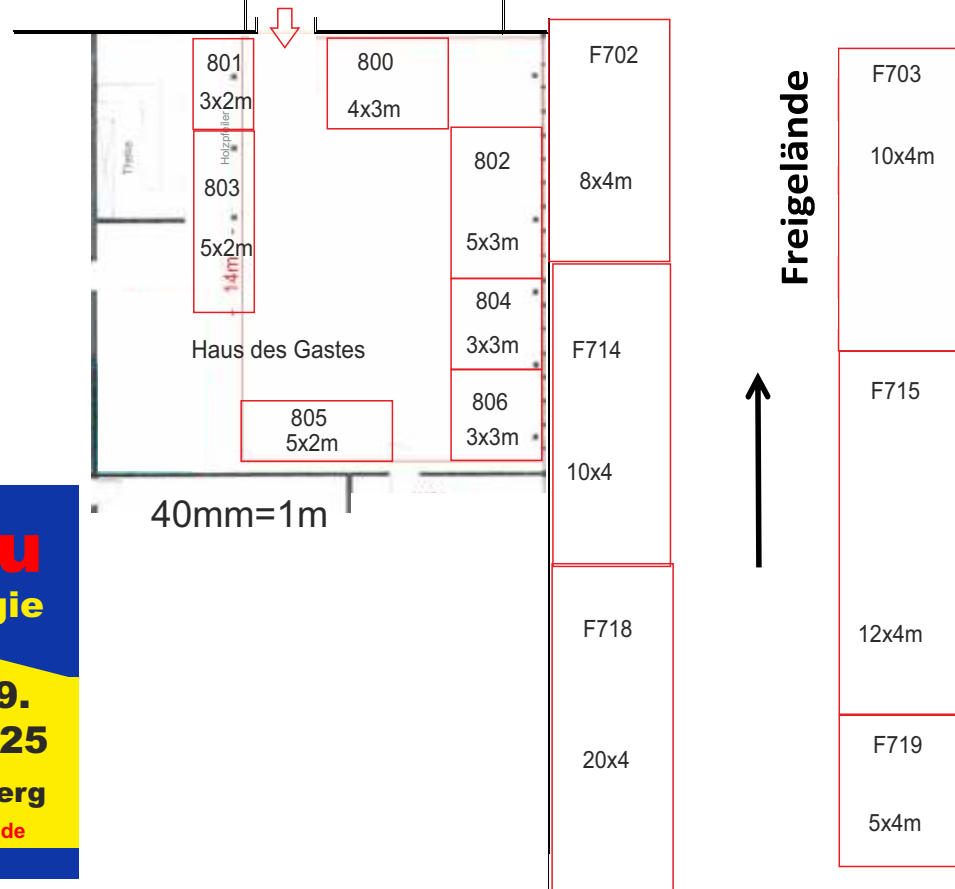 801
3x2m
Holzpfeiler
803
5x2m
14m
Theke
800
4x3m
802
5x3m
804
3x3m
806
3x3m
Haus des Gastes
805
5x2m
40mm=1m
F702
8x4m
F714
10x4
F718
20x4
Freigelände
F703
10x4m
F715
12x4m
F719
5x4m
u
gie
9.
25
erg
de